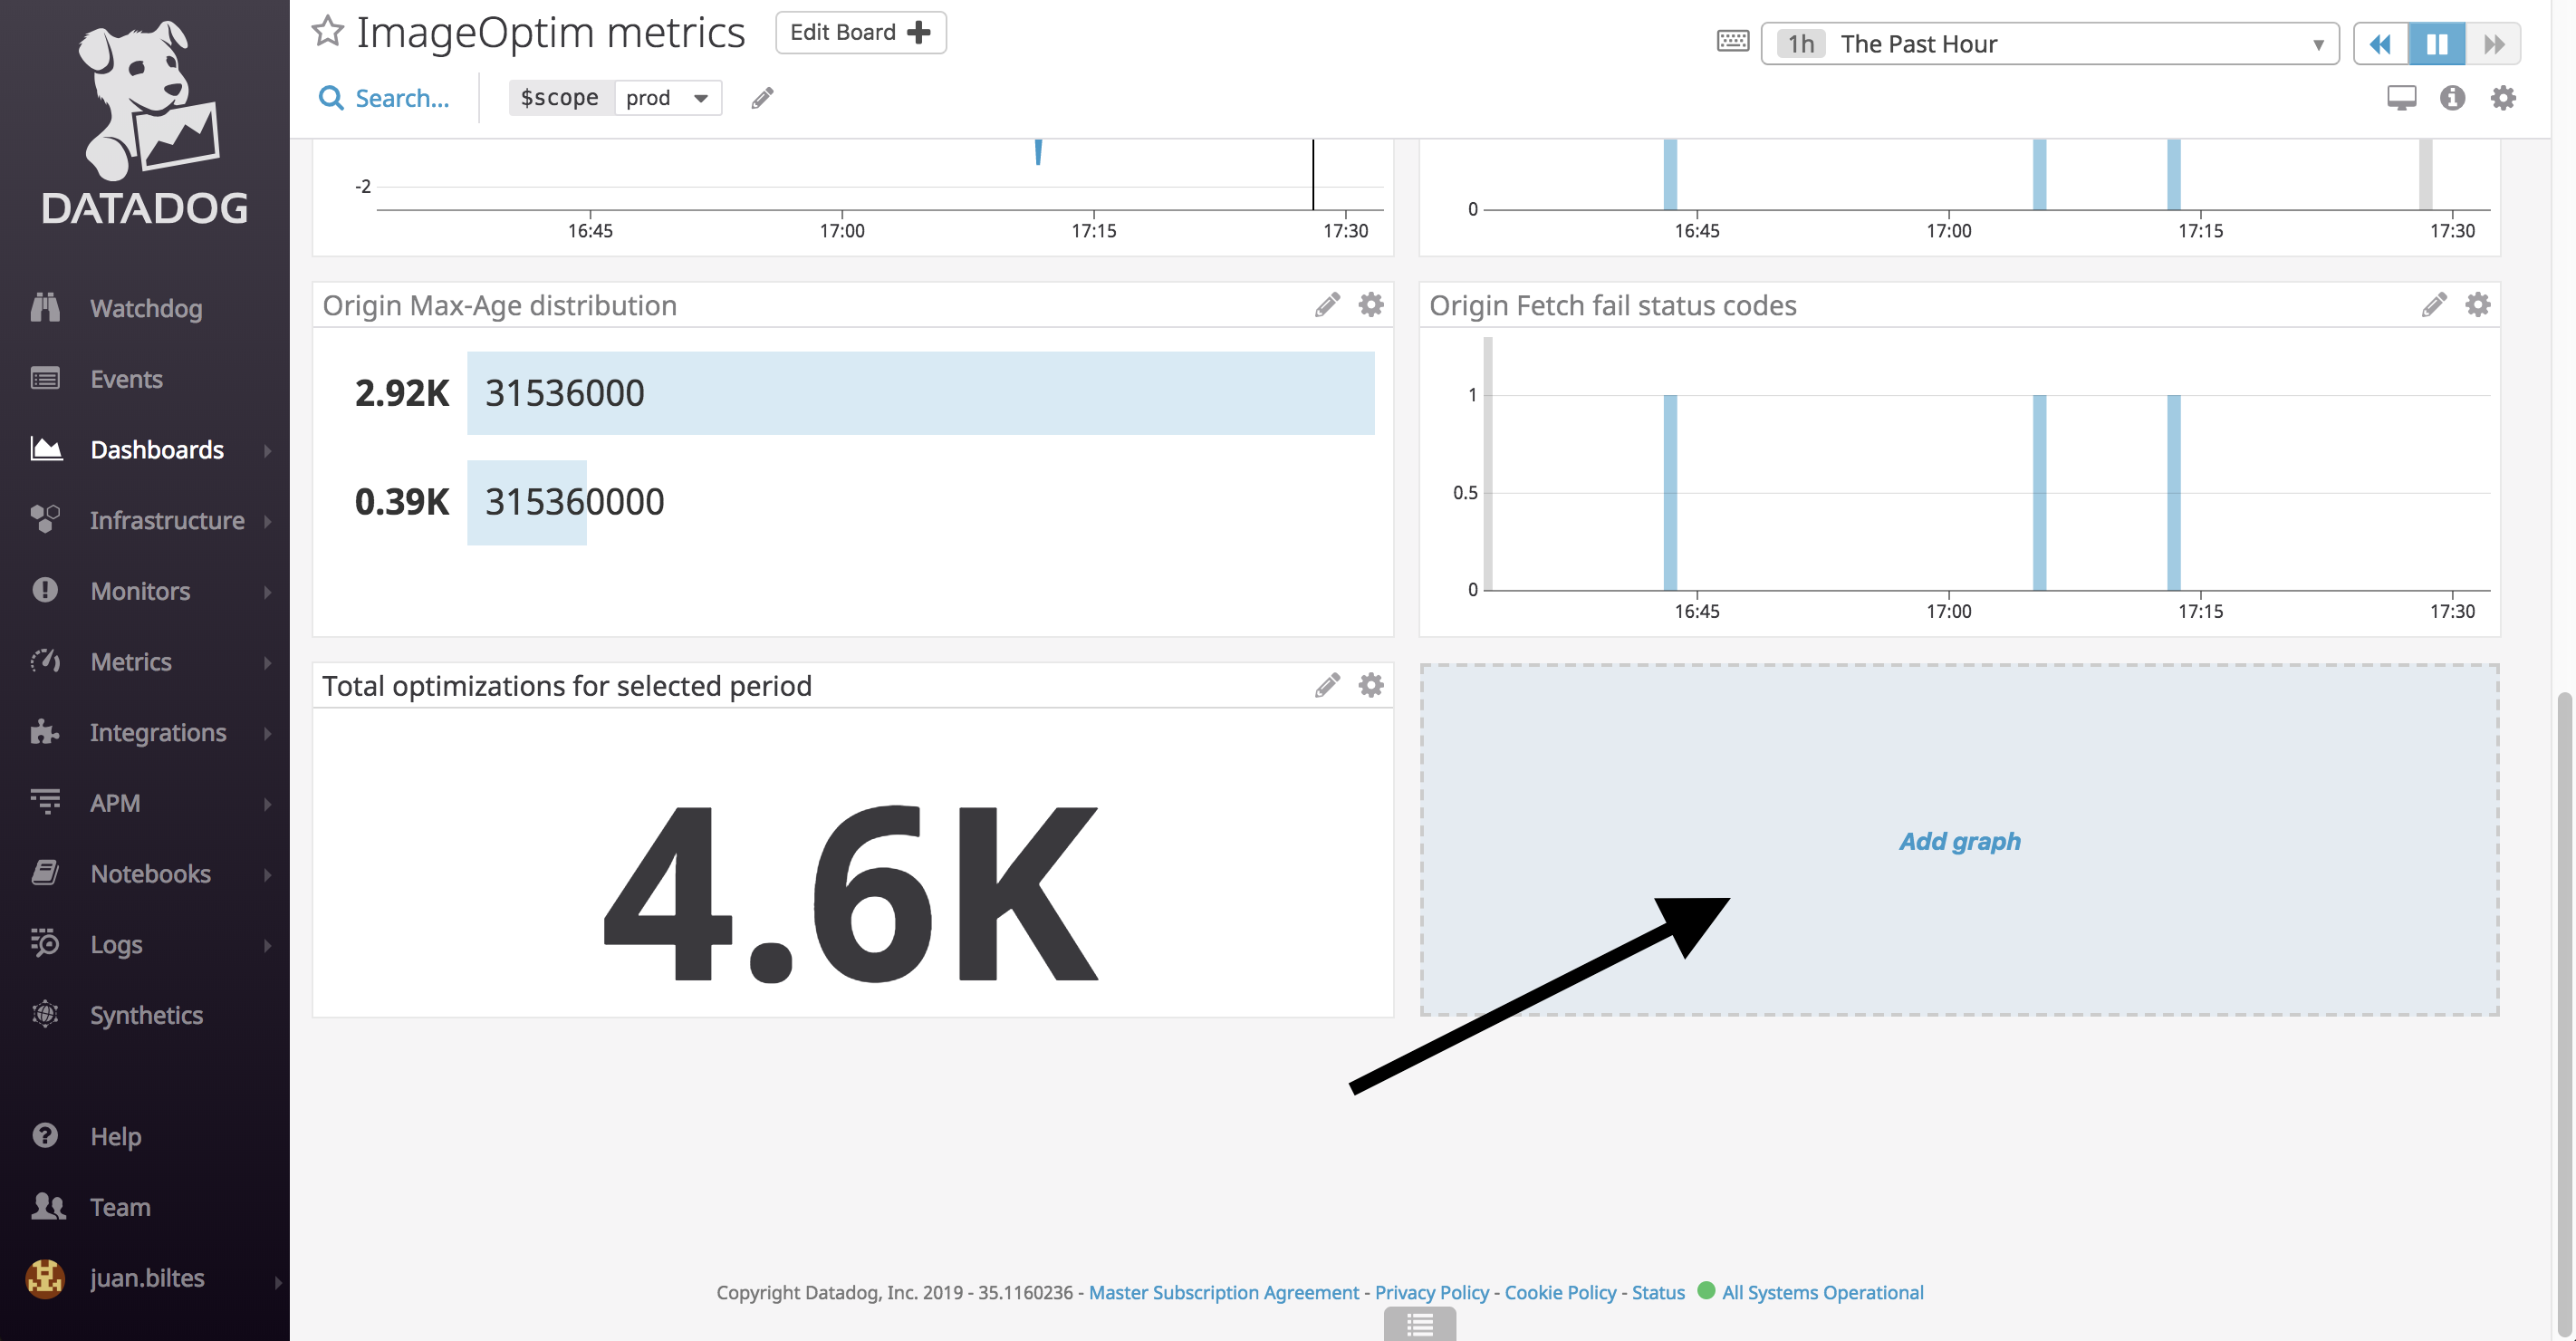 DATADOG
Watchdog
Events
Dashboards
Infrastructure
Monitors
Metrics
Integrations
APM
Notebooks
Logs
Synthetics
Help
Team
juan.biltes
ImageOptim metrics
Edit Board
1h The Past Hour
Search...
$scope prod
-2
16:45 17:00 17:15 17:30
0
16:45 17:00 17:15 17:30
Origin Max-Age distribution
2.92K 31536000
0.39K 315360000
Origin Fetch fail status codes
1
0.5
0
16:45 17:00 17:15 17:30
Total optimizations for selected period
4.6K
Add graph
Copyright Datadog, Inc. 2019 - 35.1160236 - Master Subscription Agreement - Privacy Policy - Cookie Policy - Status All Systems Operational